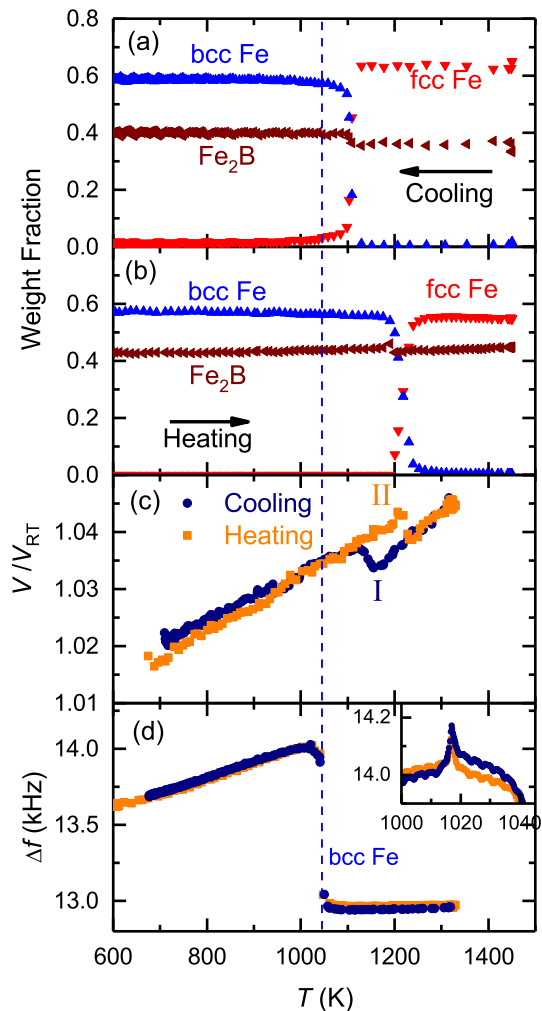 (a)
bcc Fe
fcc Fe
Fe₂B
Cooling
0.8
0.6
0.4
0.2
0.0
Weight Fraction
(b)
bcc Fe
fcc Fe
Fe₂B
Heating
0.6
0.4
0.2
0.0
(c)
Cooling
Heating
II
I
1.04
1.03
1.02
1.01
V/V_RT
(d)
14.0
13.5
13.0
Δf (kHz)
14.2
14.0
1000 1020 1040
bcc Fe
600 800 1000 1200 1400
T (K)